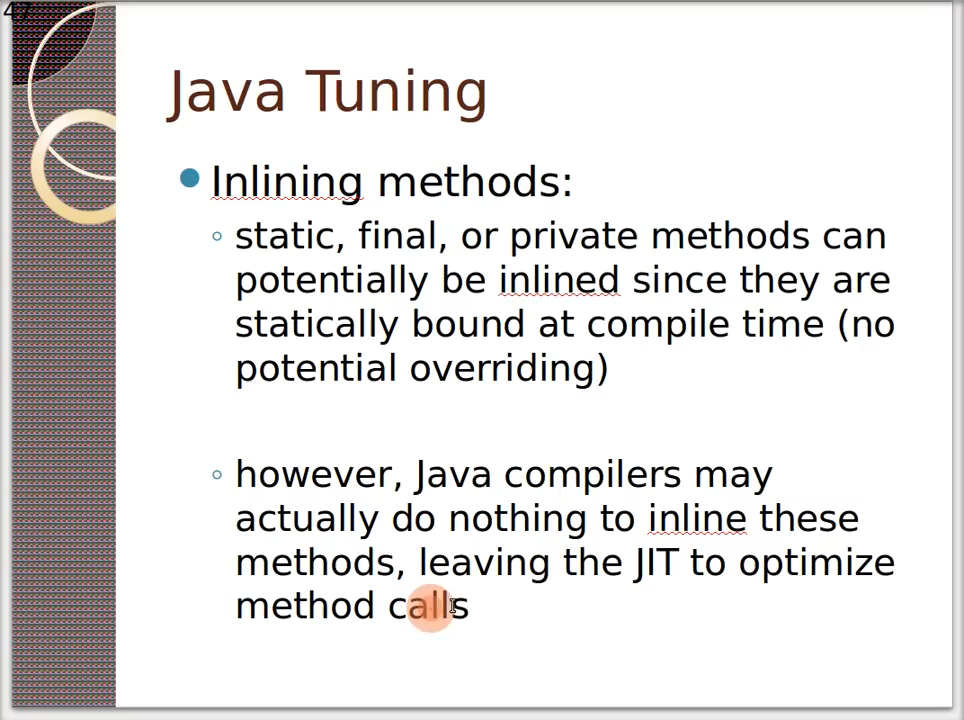 47
Java Tuning
Inlining methods:
static, final, or private methods can
potentially be inlined since they are
statically bound at compile time (no
potential overriding)
however, Java compilers may
actually do nothing to inline these
methods, leaving the JIT to optimize
method calls